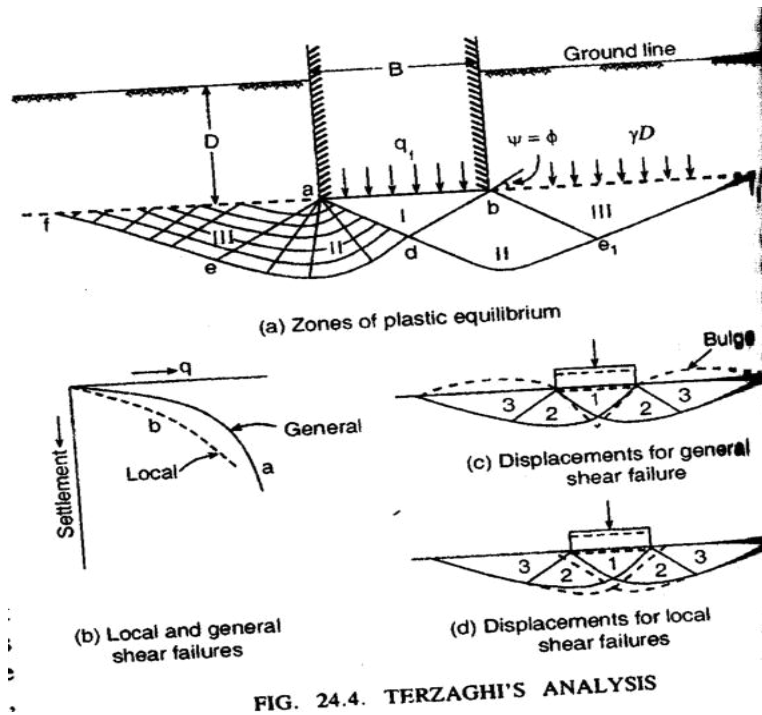 Ground line
B
D
q_f
ψ = φ
γD
a
b
f
I
III
III
II
e
d
II
e₁
(a) Zones of plastic equilibrium
q
Settlement
b
General
Local
a
(b) Local and general
shear failures
Bulge
3
2
1
2
3
(c) Displacements for general
shear failure
3
2
1
2
3
(d) Displacements for local
shear failures
FIG. 24.4. TERZAGHI'S ANALYSIS